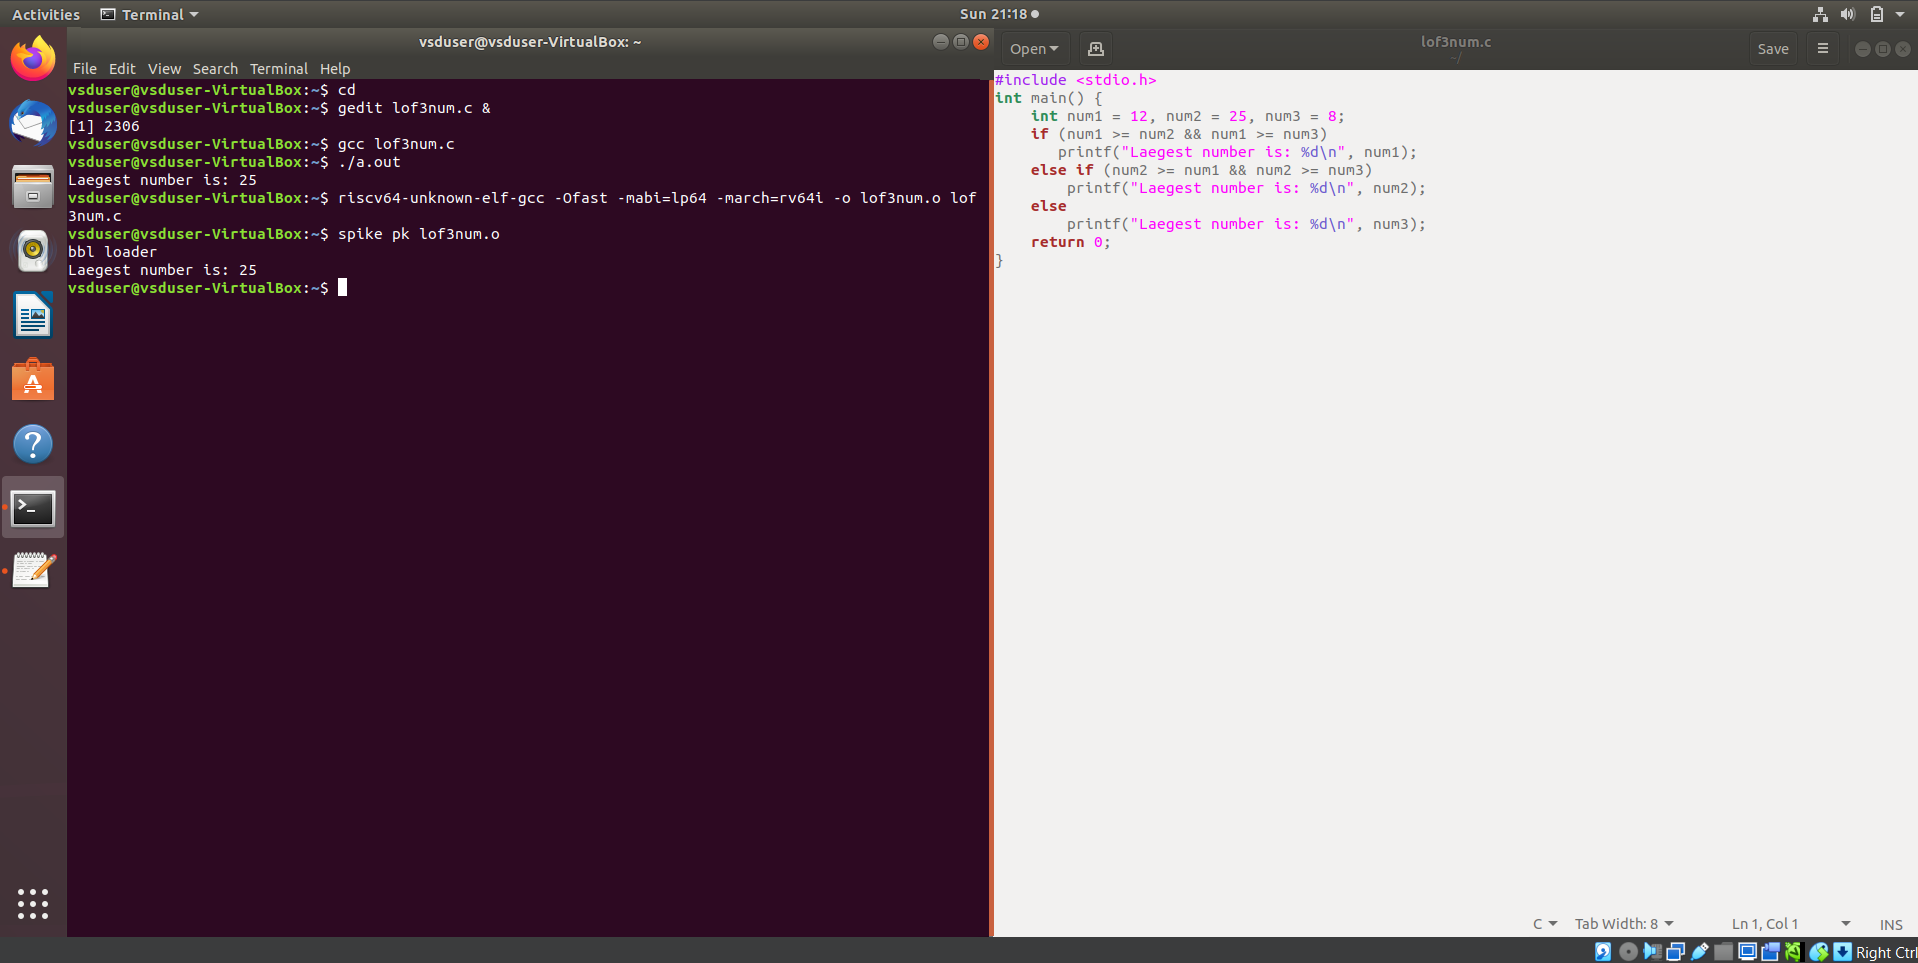 Activities Terminal Sun 21:18
vsduser@vsduser-VirtualBox: ~
File Edit View Search Terminal Help
vsduser@vsduser-VirtualBox:~$ cd
vsduser@vsduser-VirtualBox:~$ gedit lof3num.c &
[1] 2306
vsduser@vsduser-VirtualBox:~$ gcc lof3num.c
vsduser@vsduser-VirtualBox:~$ ./a.out
Laegest number is: 25
vsduser@vsduser-VirtualBox:~$ riscv64-unknown-elf-gcc -Ofast -mabi=lp64 -march=rv64i -o lof3num.o lof
3num.c
vsduser@vsduser-VirtualBox:~$ spike pk lof3num.o
bbl loader
Laegest number is: 25
vsduser@vsduser-VirtualBox:~$
Open lof3num.c Save
~/
#include <stdio.h>
int main() {
    int num1 = 12, num2 = 25, num3 = 8;
    if (num1 >= num2 && num1 >= num3)
       printf("Laegest number is: %d\n", num1);
    else if (num2 >= num1 && num2 >= num3)
        printf("Laegest number is: %d\n", num2);
    else
        printf("Laegest number is: %d\n", num3);
    return 0;
}
C Tab Width: 8 Ln 1, Col 1 INS
Right Ctrl